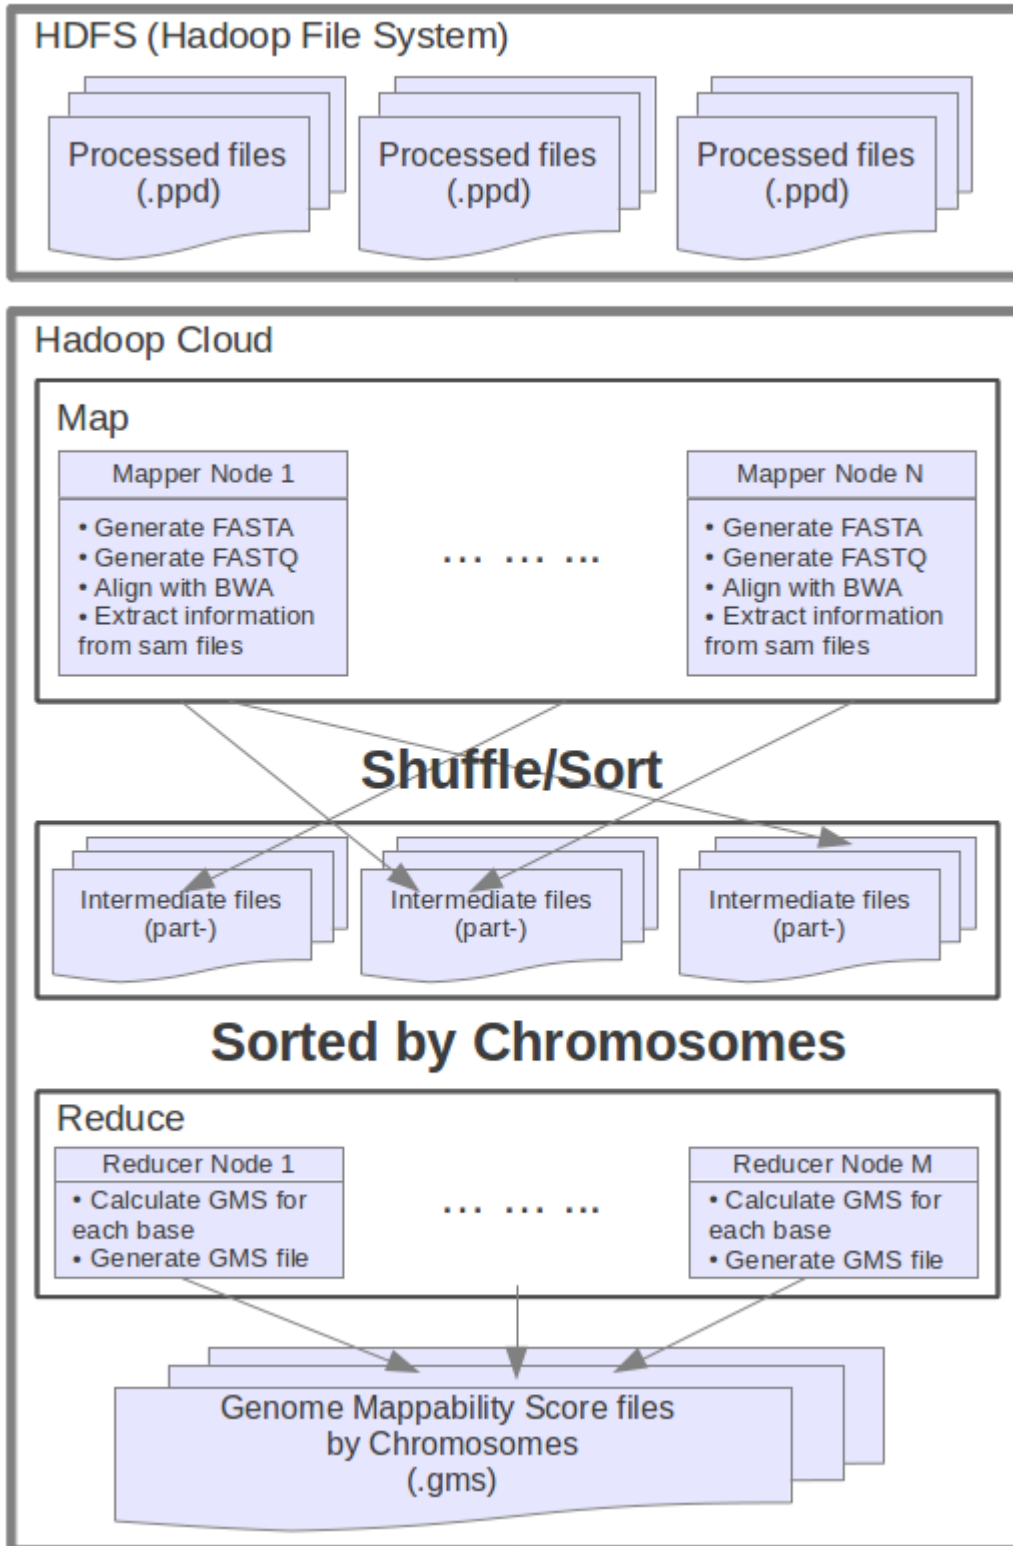 HDFS (Hadoop File System)
Processed files
(.ppd)
Processed files
(.ppd)
Processed files
(.ppd)
Hadoop Cloud
Map
Mapper Node 1
• Generate FASTA
• Generate FASTQ
• Align with BWA
• Extract information
from sam files
... ... ...
Mapper Node N
• Generate FASTA
• Generate FASTQ
• Align with BWA
• Extract information
from sam files
Shuffle/Sort
Intermediate files
(part-)
Intermediate files
(part-)
Intermediate files
(part-)
Sorted by Chromosomes
Reduce
Reducer Node 1
• Calculate GMS for
each base
• Generate GMS file
... ... ...
Reducer Node M
• Calculate GMS for
each base
• Generate GMS file
Genome Mappability Score files
by Chromosomes
(.gms)